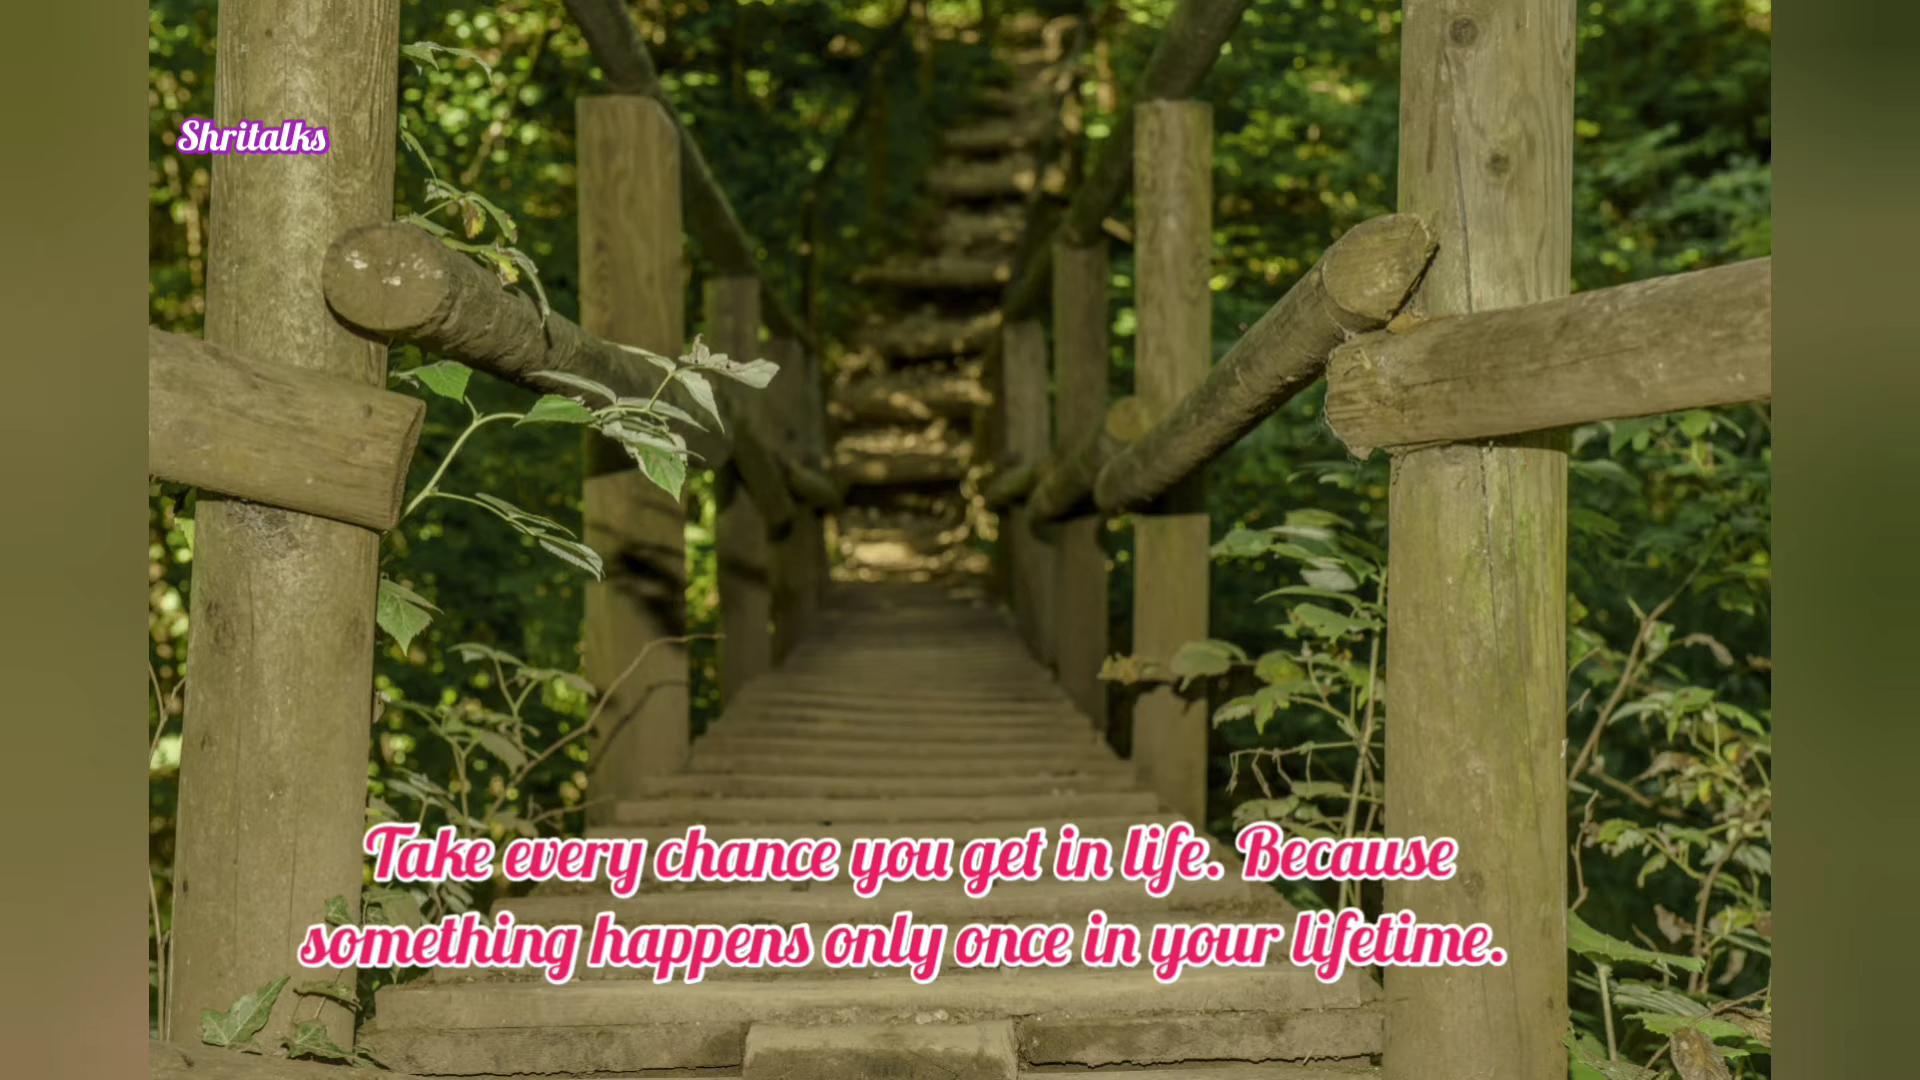 Shritalks
Take every chance you get in life. Because
something happens only once in your lifetime.